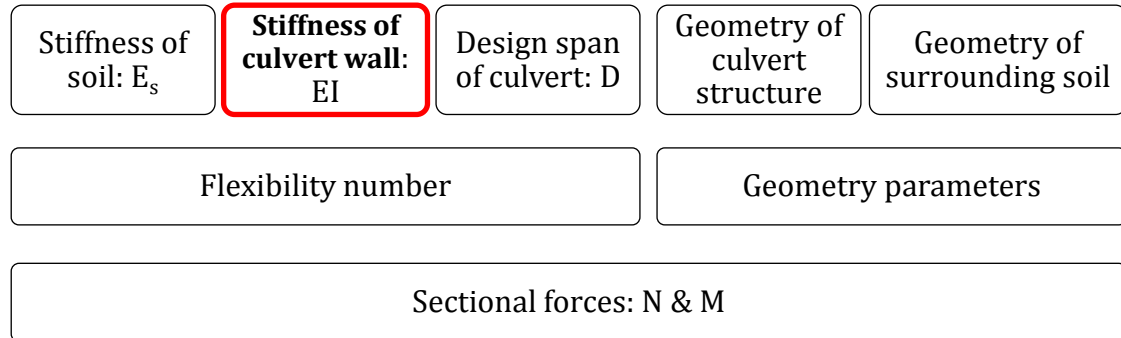 Stiffness of
soil: Es
Stiffness of
culvert wall:
EI
Design span
of culvert: D
Geometry of
culvert
structure
Geometry of
surrounding soil
Flexibility number
Geometry parameters
Sectional forces: N & M